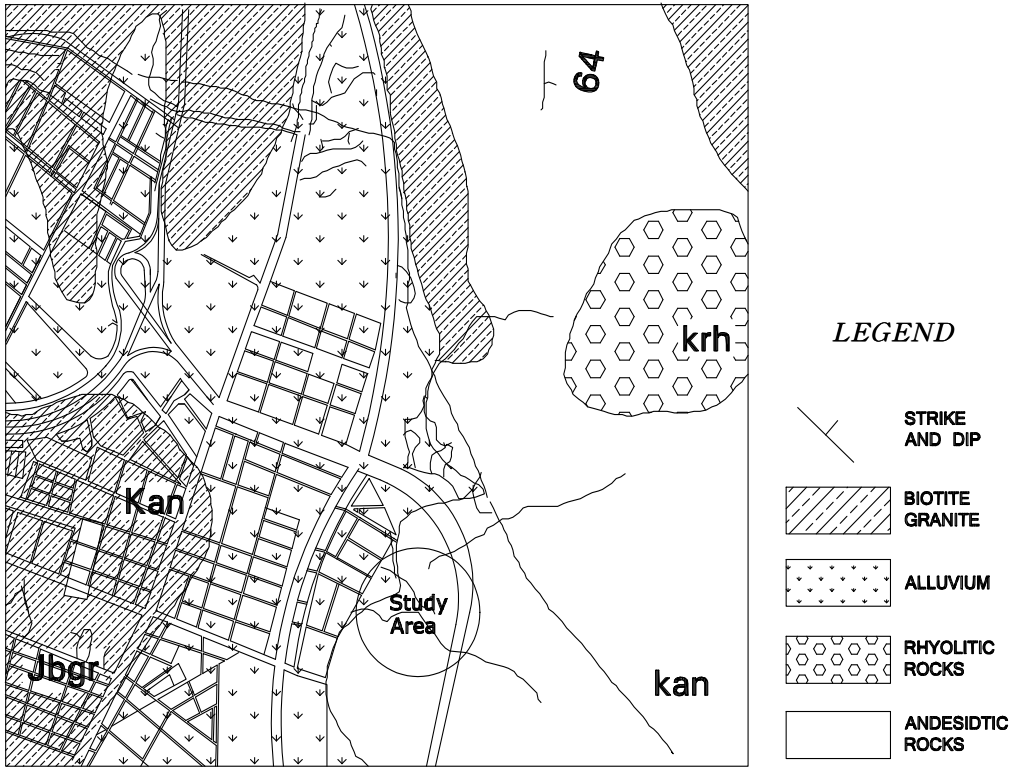 64
krh
LEGEND
STRIKE
AND DIP
BIOTITE
GRANITE
Kan
ALLUVIUM
Study
Area
RHYOLITIC
ROCKS
Jbgr
kan
ANDESIDTIC
ROCKS